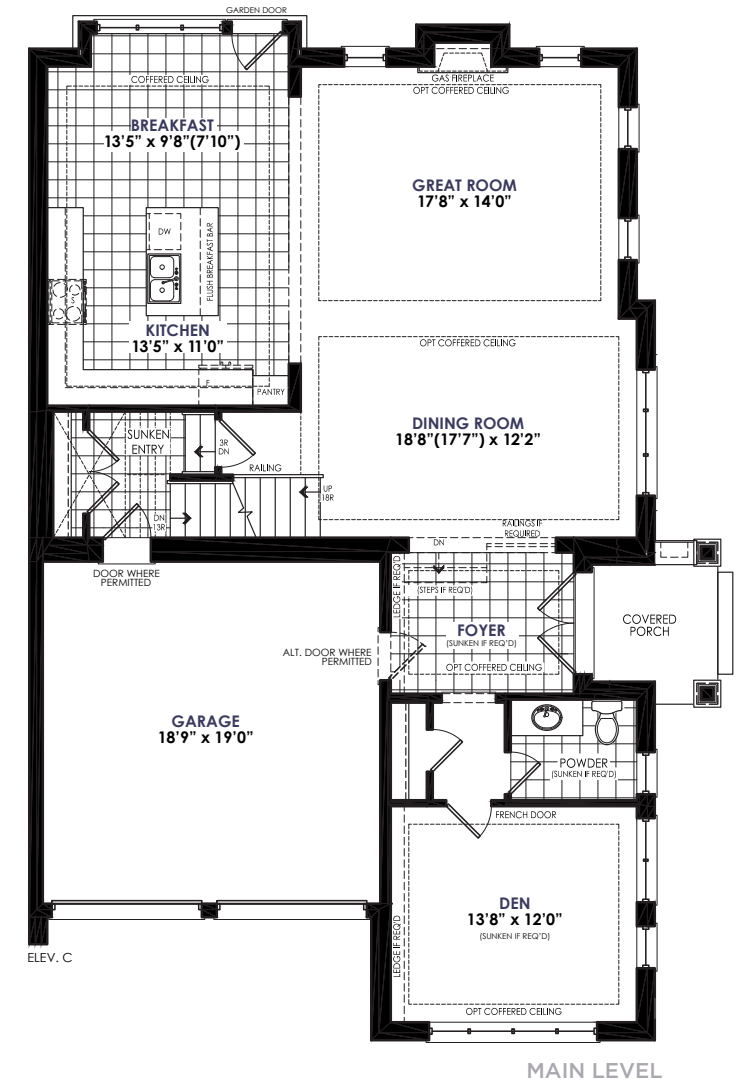 GARDEN DOOR
COFFERED CEILING
GAS FIREPLACE
OPT COFFERED CEILING
BREAKFAST
13'5" x 9'8"(7'10")
GREAT ROOM
17'8" x 14'0"
DW
FLUSH BREAKFAST BAR
S
KITCHEN
13'5" x 11'0"
OPT COFFERED CEILING
F
PANTRY
DINING ROOM
18'8"(17'7") x 12'2"
SUNKEN
ENTRY
3R
DN
RAILING
UP
18R
DN
13R
RAILINGS IF
REQUIRED
DN
DOOR WHERE
PERMITTED
LEDGE IF REQ'D
(STEPS IF REQ'D)
COVERED
PORCH
FOYER
(SUNKEN IF REQ'D)
ALT. DOOR WHERE
PERMITTED
OPT COFFERED CEILING
GARAGE
18'9" x 19'0"
POWDER
(SUNKEN IF REQ'D)
FRENCH DOOR
DEN
13'8" x 12'0"
(SUNKEN IF REQ'D)
LEDGE IF REQ'D
ELEV. C
OPT COFFERED CEILING
MAIN LEVEL